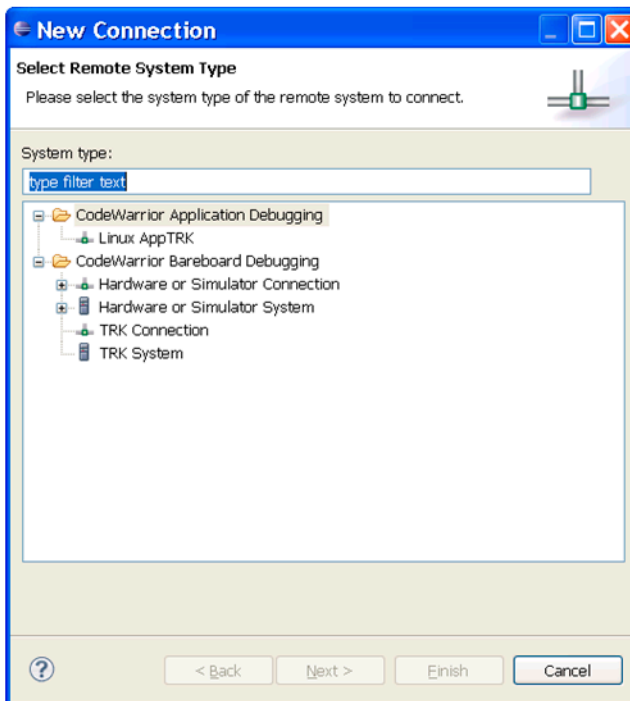 New Connection
Select Remote System Type
Please select the system type of the remote system to connect.
System type:
type filter text
CodeWarrior Application Debugging
Linux AppTRK
CodeWarrior Bareboard Debugging
Hardware or Simulator Connection
Hardware or Simulator System
TRK Connection
TRK System
? < Back Next > Finish Cancel